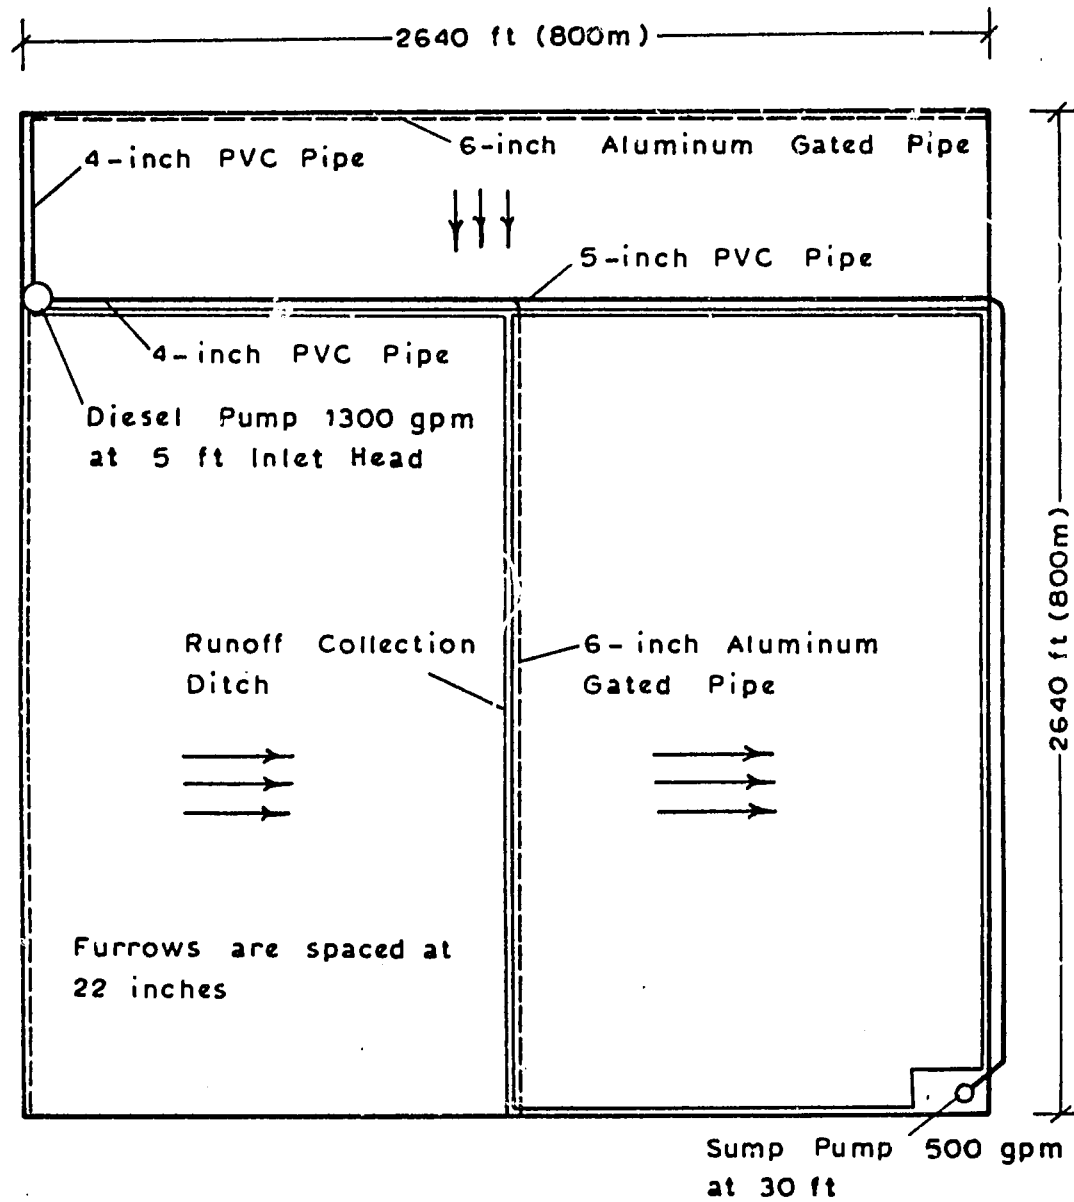 2640 ft (800m)
6-inch Aluminum Gated Pipe
4-inch PVC Pipe
5-inch PVC Pipe
4-inch PVC Pipe
Diesel Pump 1300 gpm
at 5 ft Inlet Head
2640 ft (800m)
Runoff Collection
Ditch
6-inch Aluminum
Gated Pipe
Furrows are spaced at
22 inches
Sump Pump 500 gpm
at 30 ft